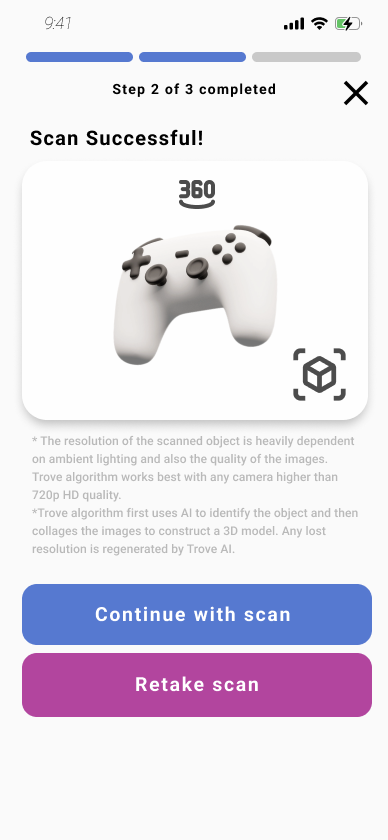 9:41
Step 2 of 3 completed
Scan Successful!
360
* The resolution of the scanned object is heavily dependent
on ambient lighting and also the quality of the images.
Trove algorithm works best with any camera higher than
720p HD quality.
*Trove algorithm first uses AI to identify the object and then
collages the images to construct a 3D model. Any lost
resolution is regenerated by Trove AI.
Continue with scan
Retake scan